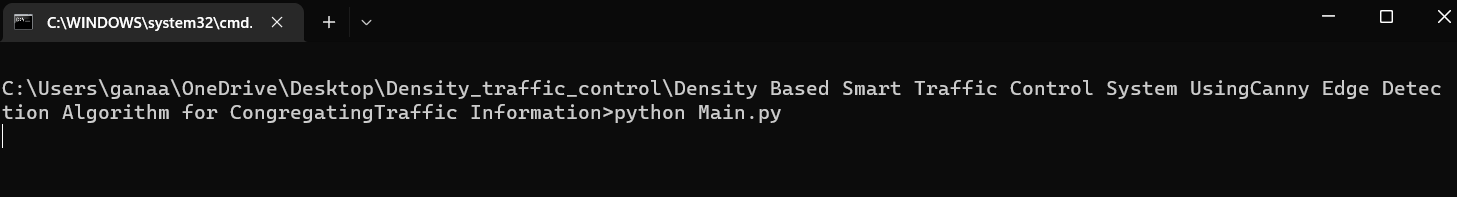 C:\WINDOWS\system32\cmd.
C:\Users\ganaa\OneDrive\Desktop\Density_traffic_control\Density Based Smart Traffic Control System UsingCanny Edge Detec
tion Algorithm for CongregatingTraffic Information>python Main.py